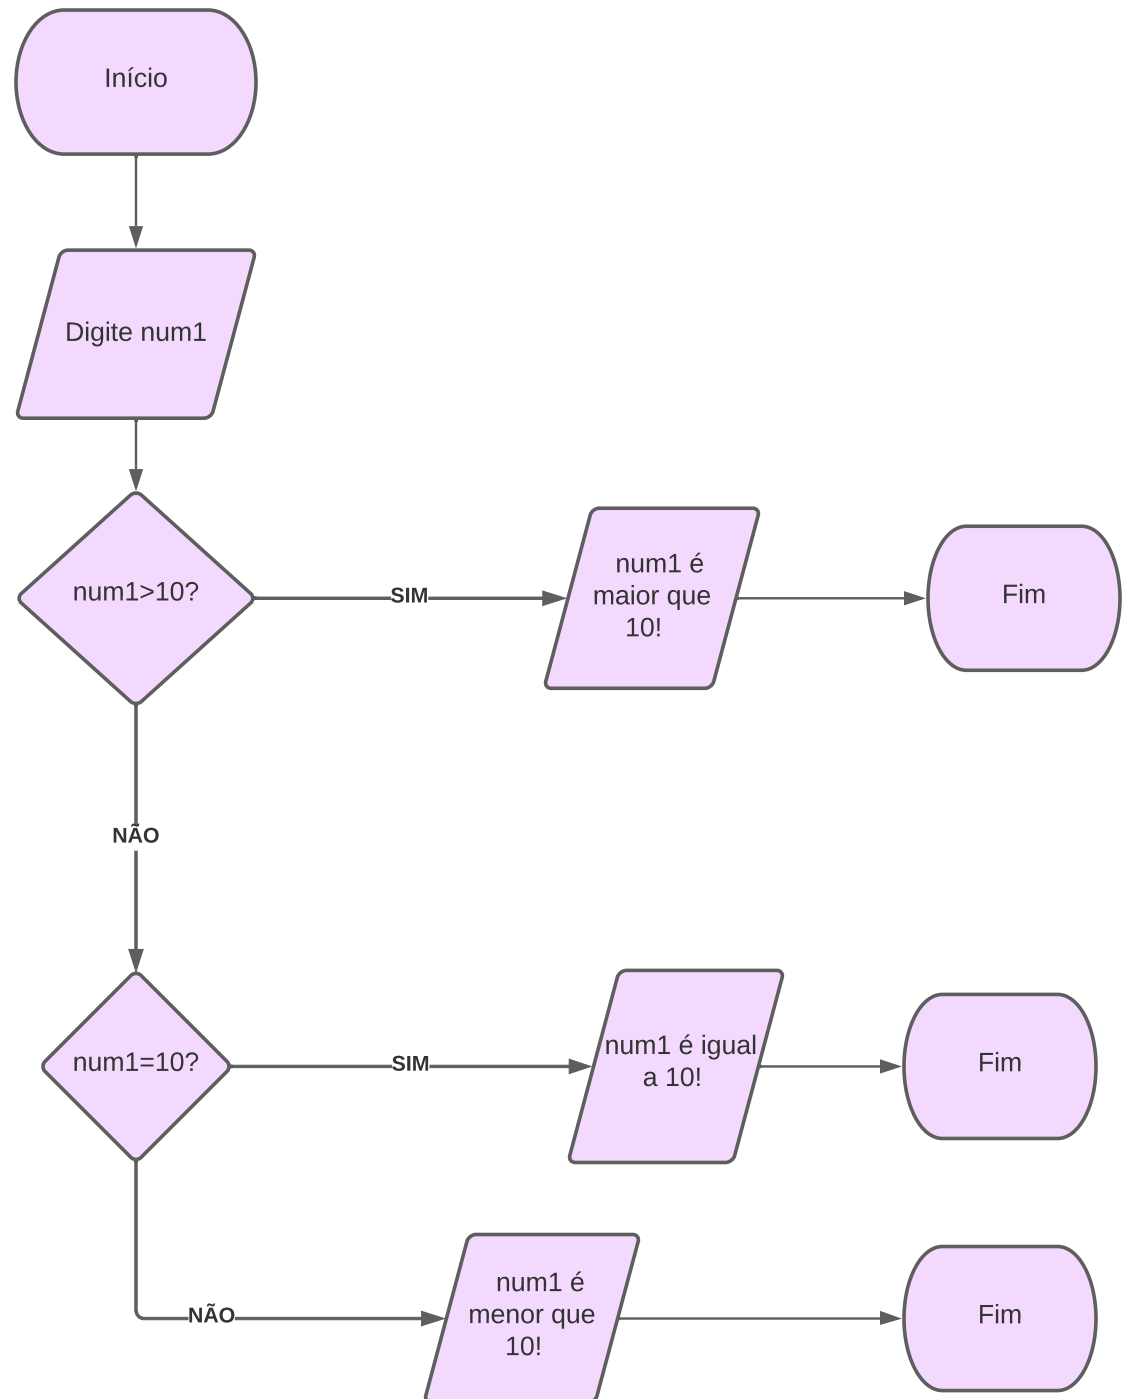 Início
Digite num1
num1>10?
SIM
num1 é
maior que
10!
Fim
NÃO
num1=10?
SIM
num1 é igual
a 10!
Fim
NÃO
num1 é
menor que
10!
Fim